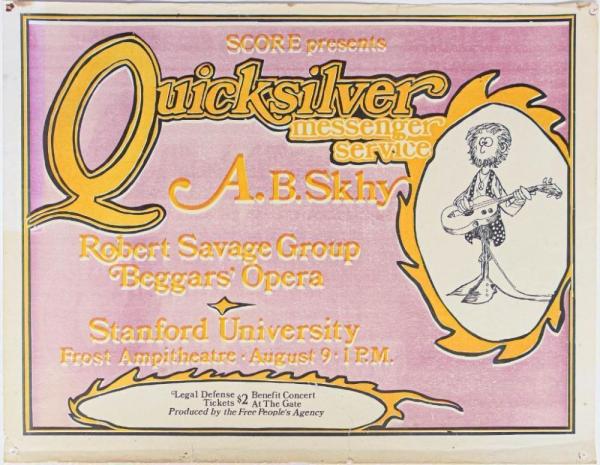 SCORE presents
Quicksilver
messenger
service
A.B. Skhy
Robert Savage Group
Beggars' Opera
Stanford University
Frost Ampitheatre · August 9 · 1 P.M.
Legal Defense $2 Benefit Concert
Tickets At The Gate
Produced by the Free People's Agency